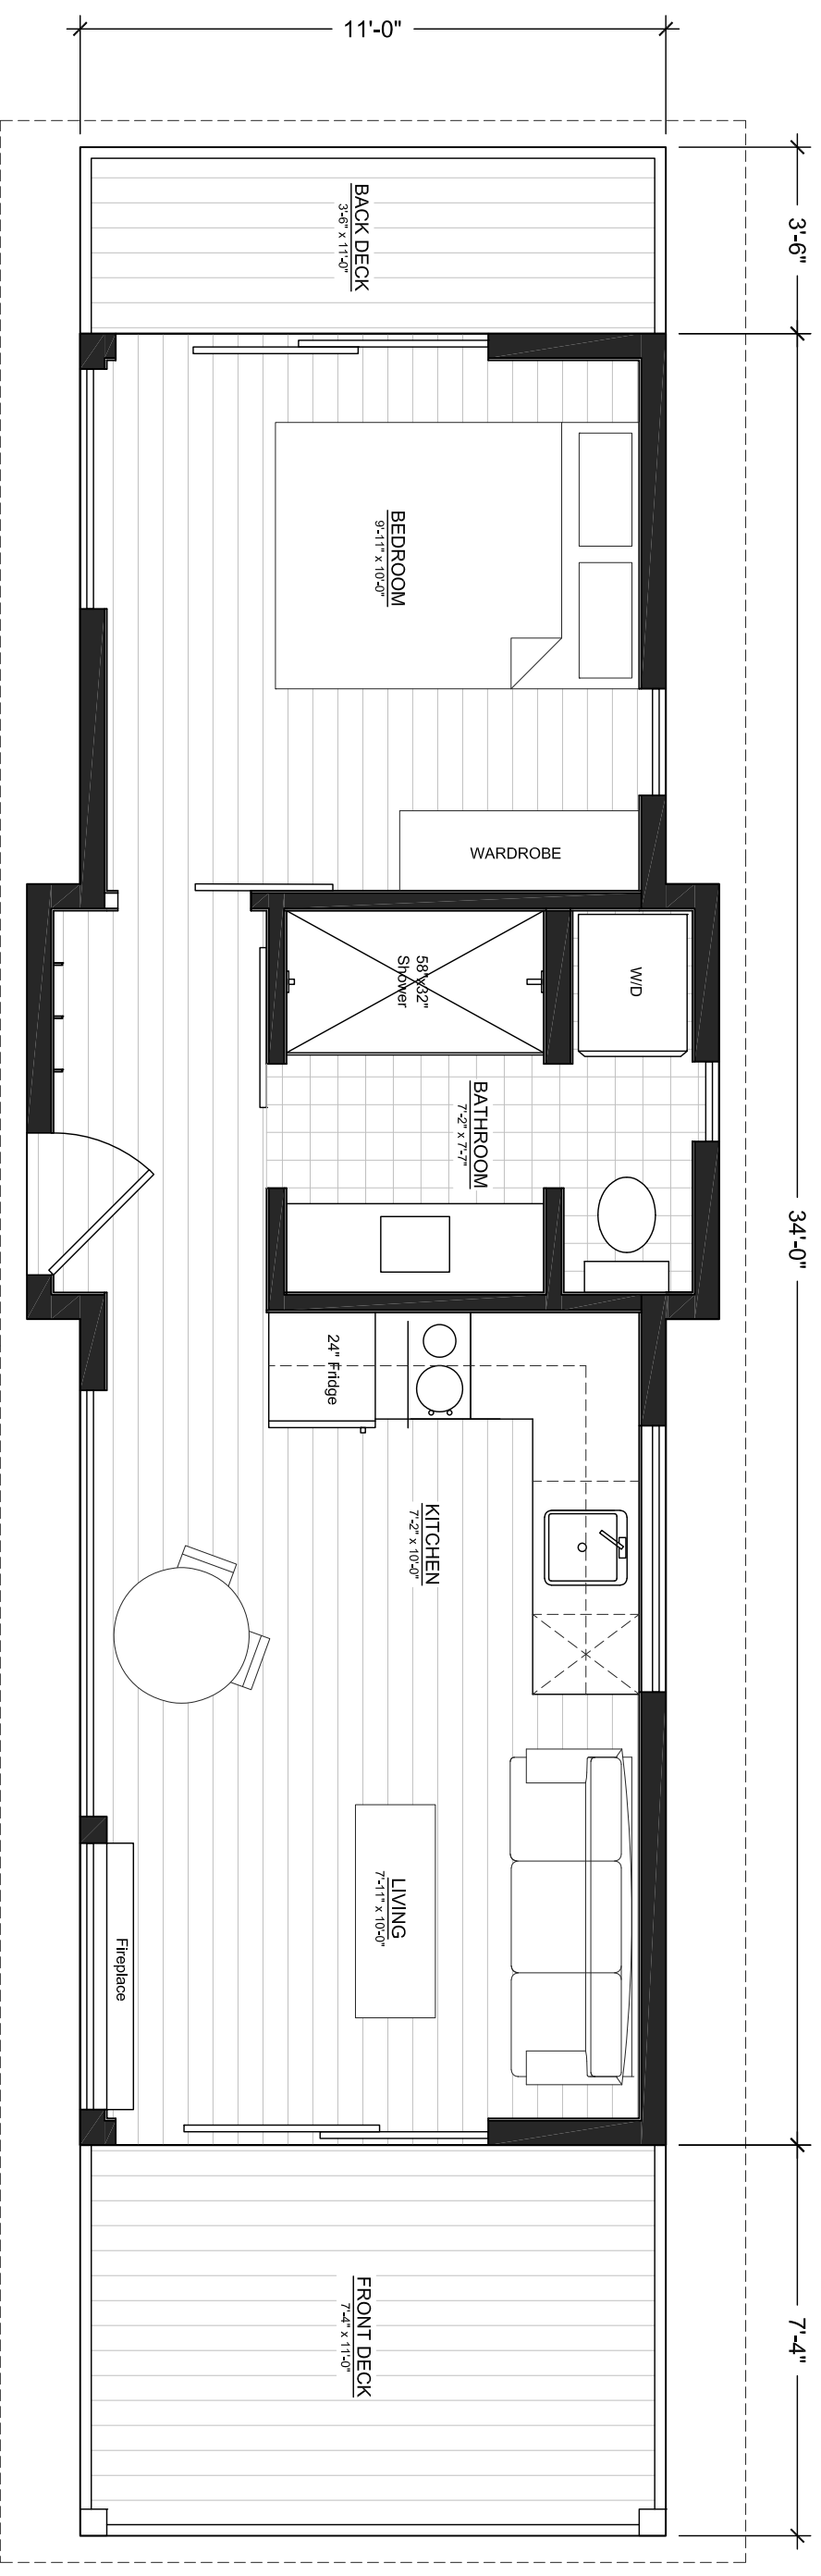 11'-0"
3'-6"
BACK DECK
3'-6" x 11'-0"
BEDROOM
9'-11" x 10'-0"
WARDROBE
58"x32"
Shower
W/D
BATHROOM
7'-2" x 7'-7"
34'-0"
24" Fridge
KITCHEN
7'-2" x 10'-0"
LIVING
7'-11" x 10'-0"
Fireplace
FRONT DECK
7'-4" x 11'-0"
7'-4"